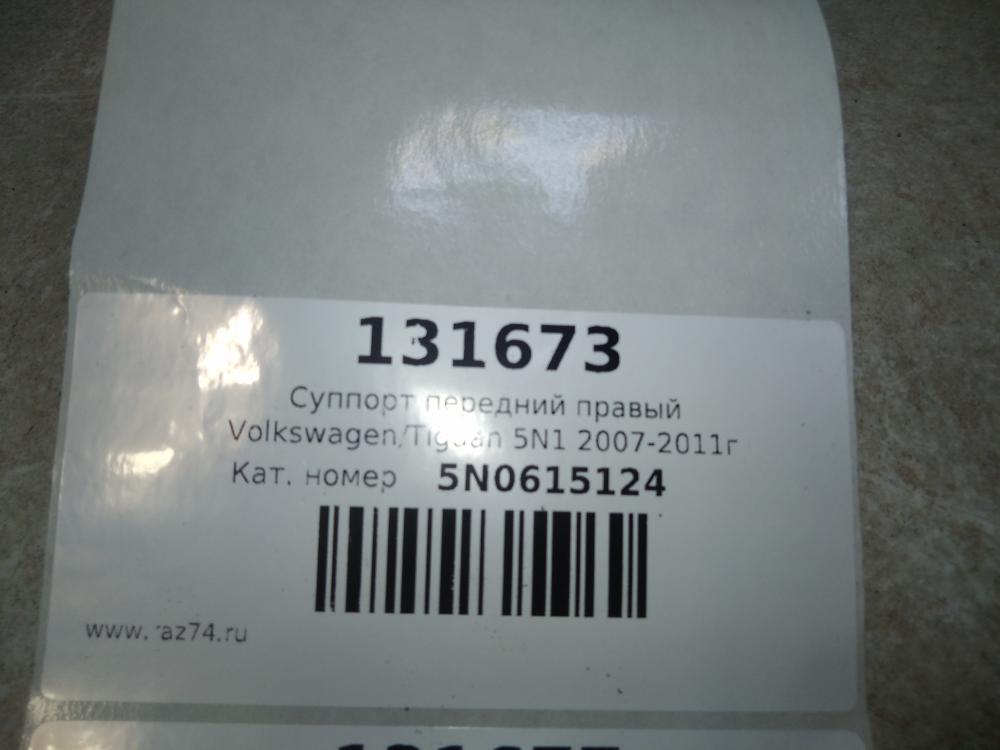 131673
Суппорт передний правый
Volkswagen/Tiguan 5N1 2007-2011г
Кат. номер 5N0615124